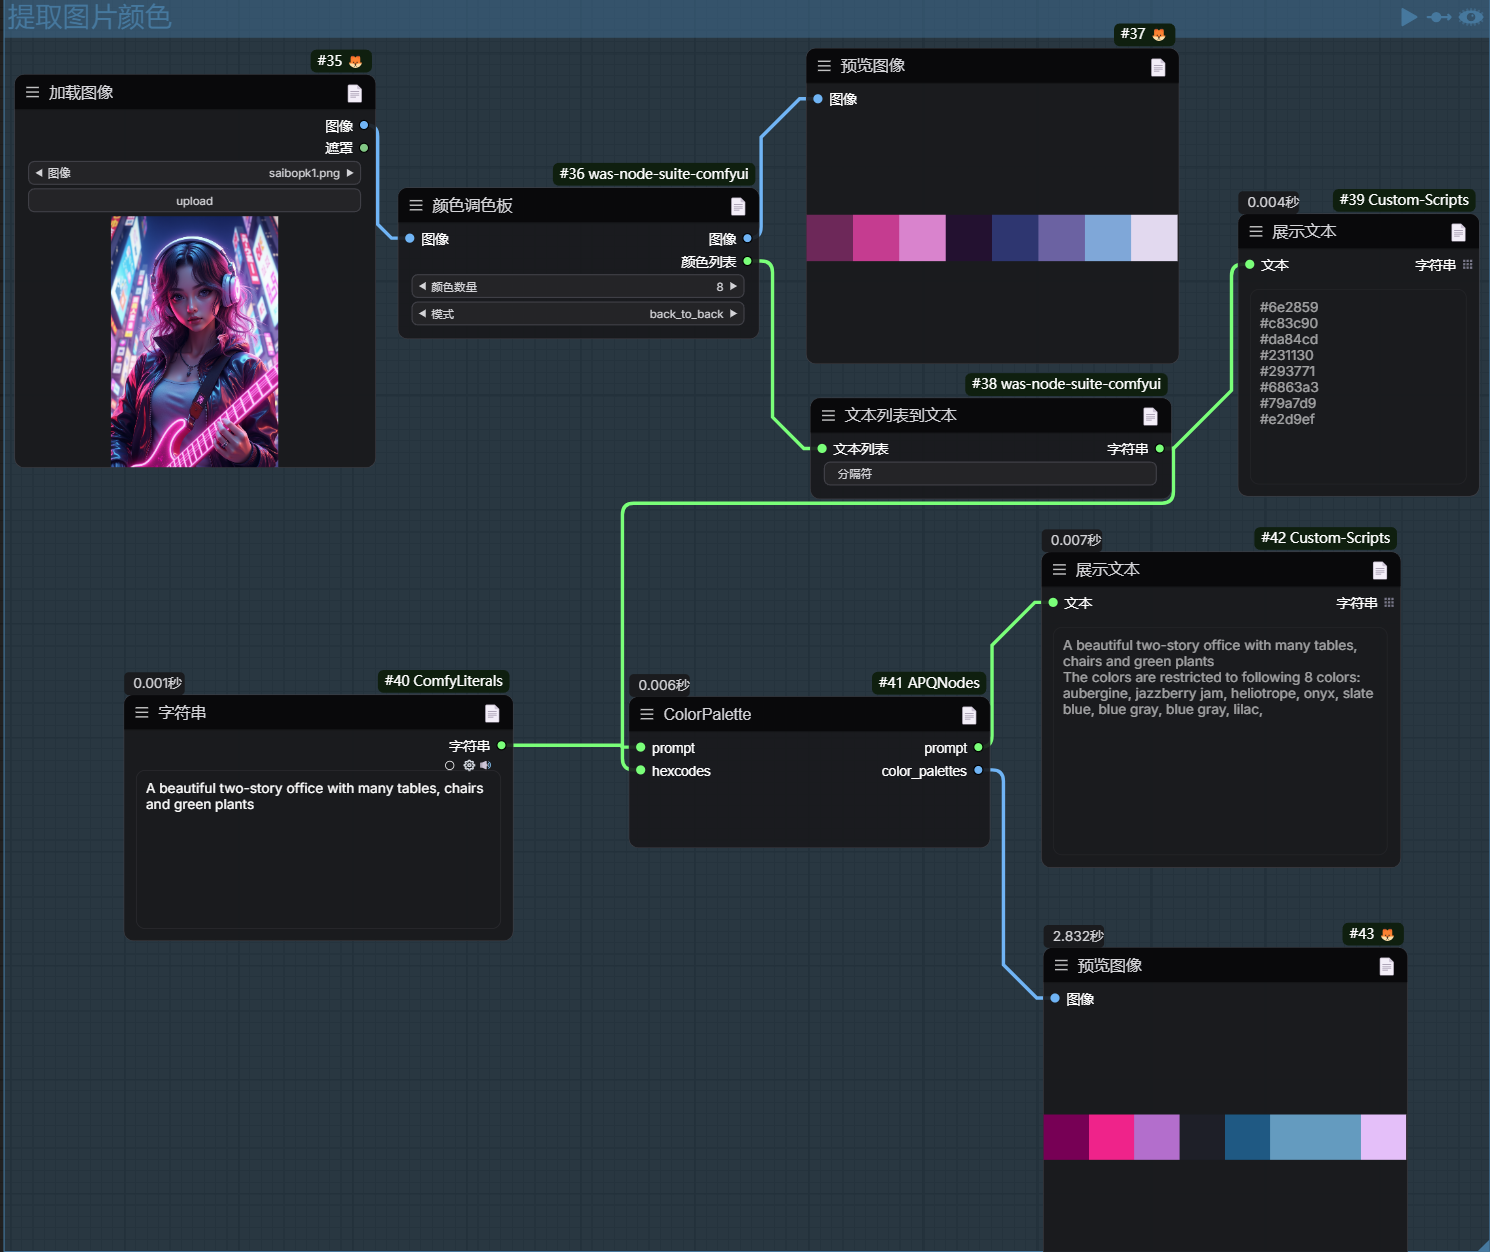 提取图片颜色
#35
加载图像
图像
遮罩
图像 saibopk1.png
upload
#36 was-node-suite-comfyui
颜色调色板
图像 图像
颜色列表
颜色数量 8
模式 back_to_back
#37
预览图像
图像
#38 was-node-suite-comfyui
文本列表到文本
文本列表 字符串
分隔符
0.004秒 #39 Custom-Scripts
展示文本
文本 字符串
#6e2859
#c83c90
#da84cd
#231130
#293771
#6863a3
#79a7d9
#e2d9ef
0.001秒 #40 ComfyLiterals
字符串
字符串
A beautiful two-story office with many tables, chairs
and green plants
0.006秒 #41 APQNodes
ColorPalette
prompt prompt
hexcodes color_palettes
0.007秒 #42 Custom-Scripts
展示文本
文本 字符串
A beautiful two-story office with many tables,
chairs and green plants
The colors are restricted to following 8 colors:
aubergine, jazzberry jam, heliotrope, onyx, slate
blue, blue gray, blue gray, lilac,
2.832秒 #43
预览图像
图像